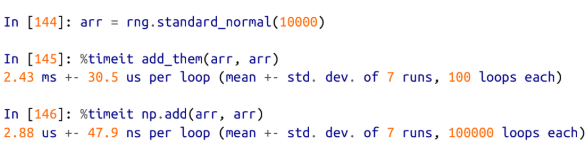 In [144]: arr = rng.standard_normal(10000)
In [145]: %timeit add_them(arr, arr)
2.43 ms +- 30.5 us per loop (mean +- std. dev. of 7 runs, 100 loops each)
In [146]: %timeit np.add(arr, arr)
2.88 us +- 47.9 ns per loop (mean +- std. dev. of 7 runs, 100000 loops each)